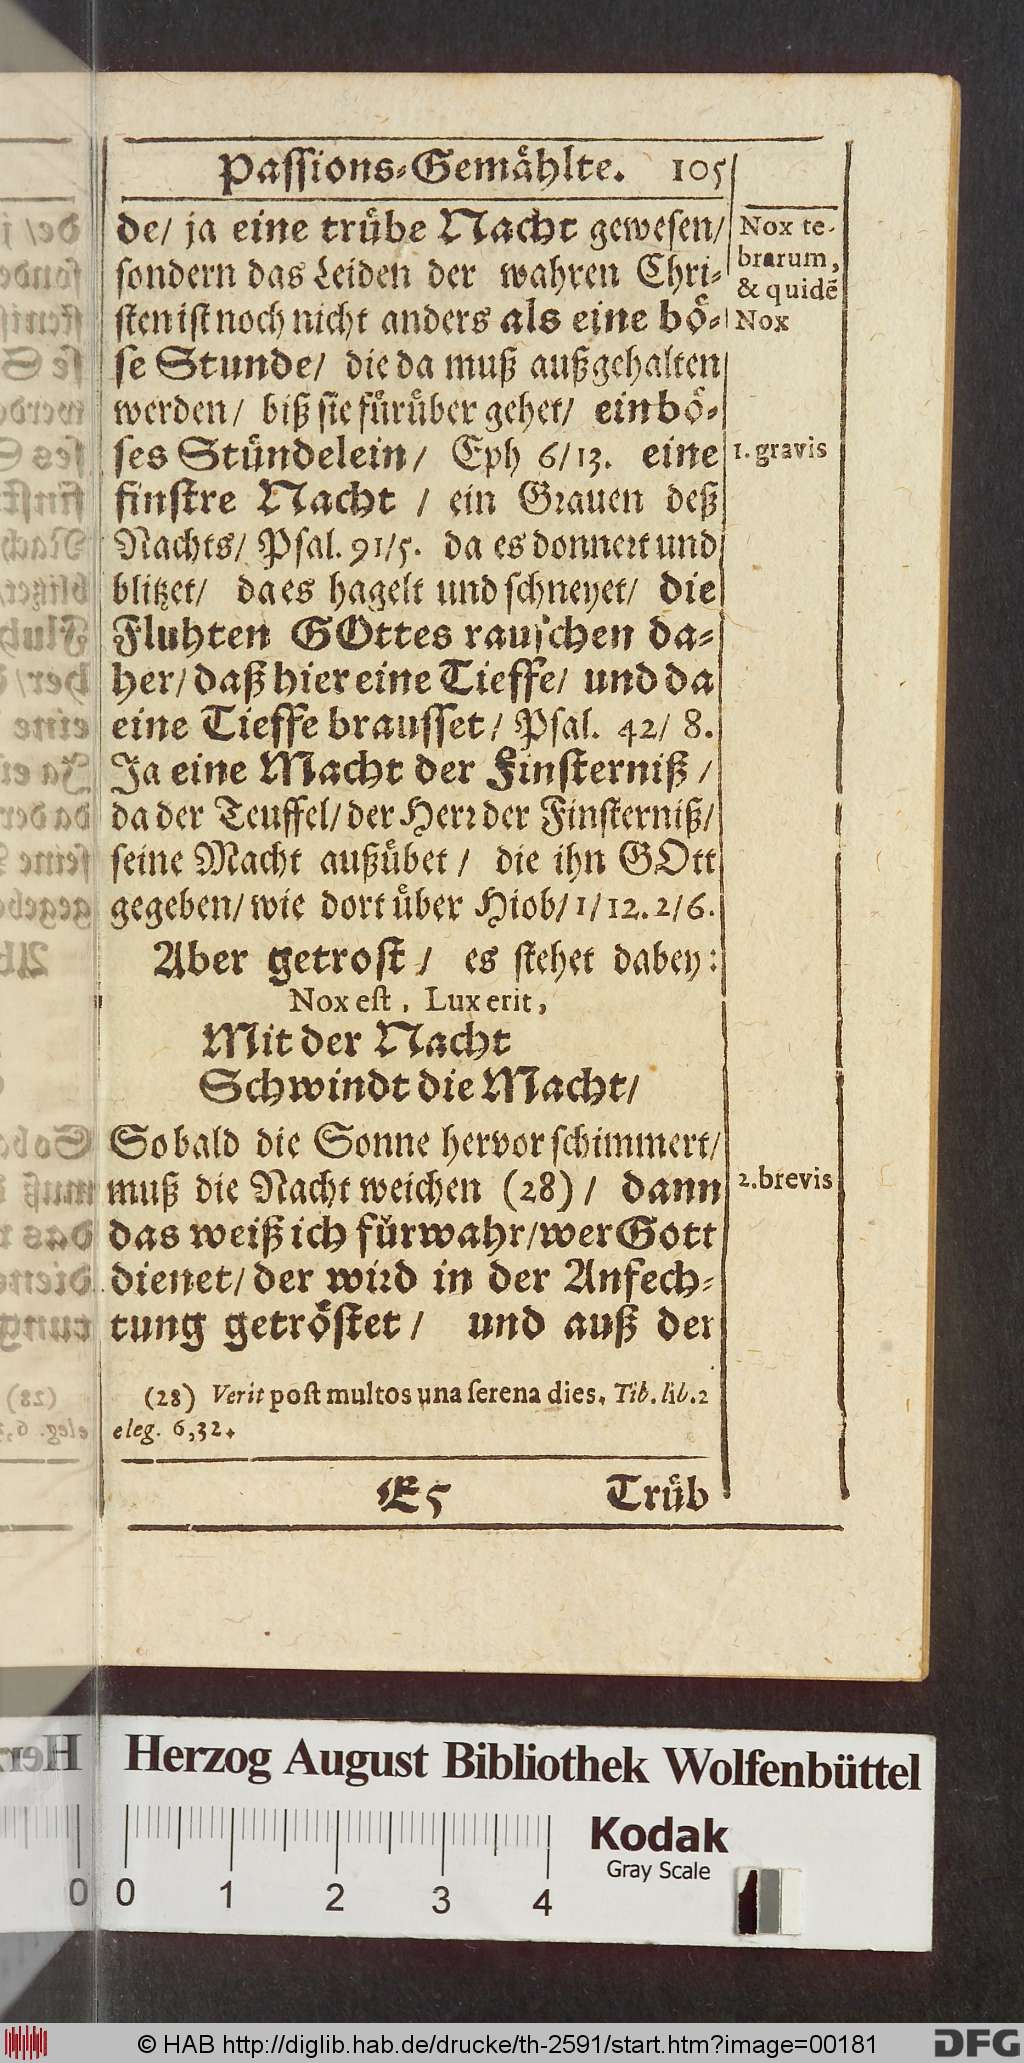 Passions-Gemählte. 105
de/ ja eine trübe Nacht gewesen/
sondern das Leiden der wahren Chri-
sten ist noch nicht anders als eine bö-
se Stunde/ die da muß außgehalten
werden/ biß sie fürüber gehet/ ein bö-
ses Stündelein/ Eph 6/13. eine
finstre Nacht / ein Grauen deß
Nachts/ Psal. 91/5. da es donnert und
blitzet/ da es hagelt und schneyet/ die
Fluhten GOttes rauschen da-
her/ daß hier eine Tieffe/ und da
eine Tieffe brausset/ Psal. 42/ 8.
Ja eine Macht der Finsterniß /
da der Teuffel/ der Herr der Finsterniß/
seine Macht außübet / die ihn GOtt
gegeben/ wie dort über Hiob/1/12.2/6.
Aber getrost / es stehet dabey:
Nox est, Lux erit,
Mit der Nacht
Schwindt die Macht/
So bald die Sonne hervor schimmert/
muß die Nacht weichen (28) / dann
das weiß ich fürwahr/wer Gott
dienet/ der wird in der Anfech-
tung getröstet / und auß der
(28) Verit post multos una serena dies. Tib. lib. 2
eleg. 6,32.
E5 Trüb
Nox te-
brarum,
& quidē
Nox
1. gravis
2. brevis
Herzog August Bibliothek Wolfenbüttel
Kodak
Gray Scale
0 0 1 2 3 4
© HAB http://diglib.hab.de/drucke/th-2591/start.htm?image=00181
DFG